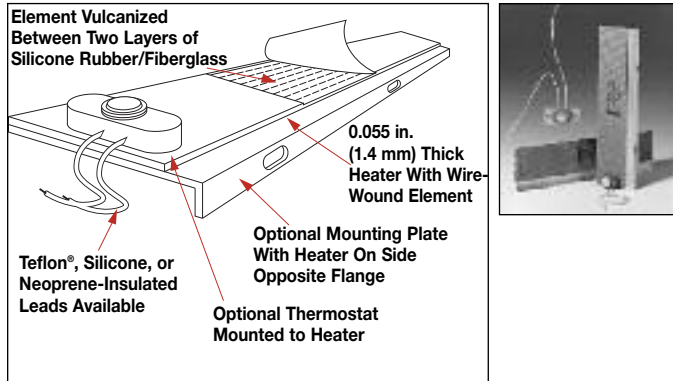 Element Vulcanized
Between Two Layers of
Silicone Rubber/Fiberglass
0.055 in.
(1.4 mm) Thick
Heater With Wire-
Wound Element
Optional Mounting Plate
With Heater On Side
Opposite Flange
Teflon®, Silicone, or
Neoprene-Insulated
Leads Available
Optional Thermostat
Mounted to Heater